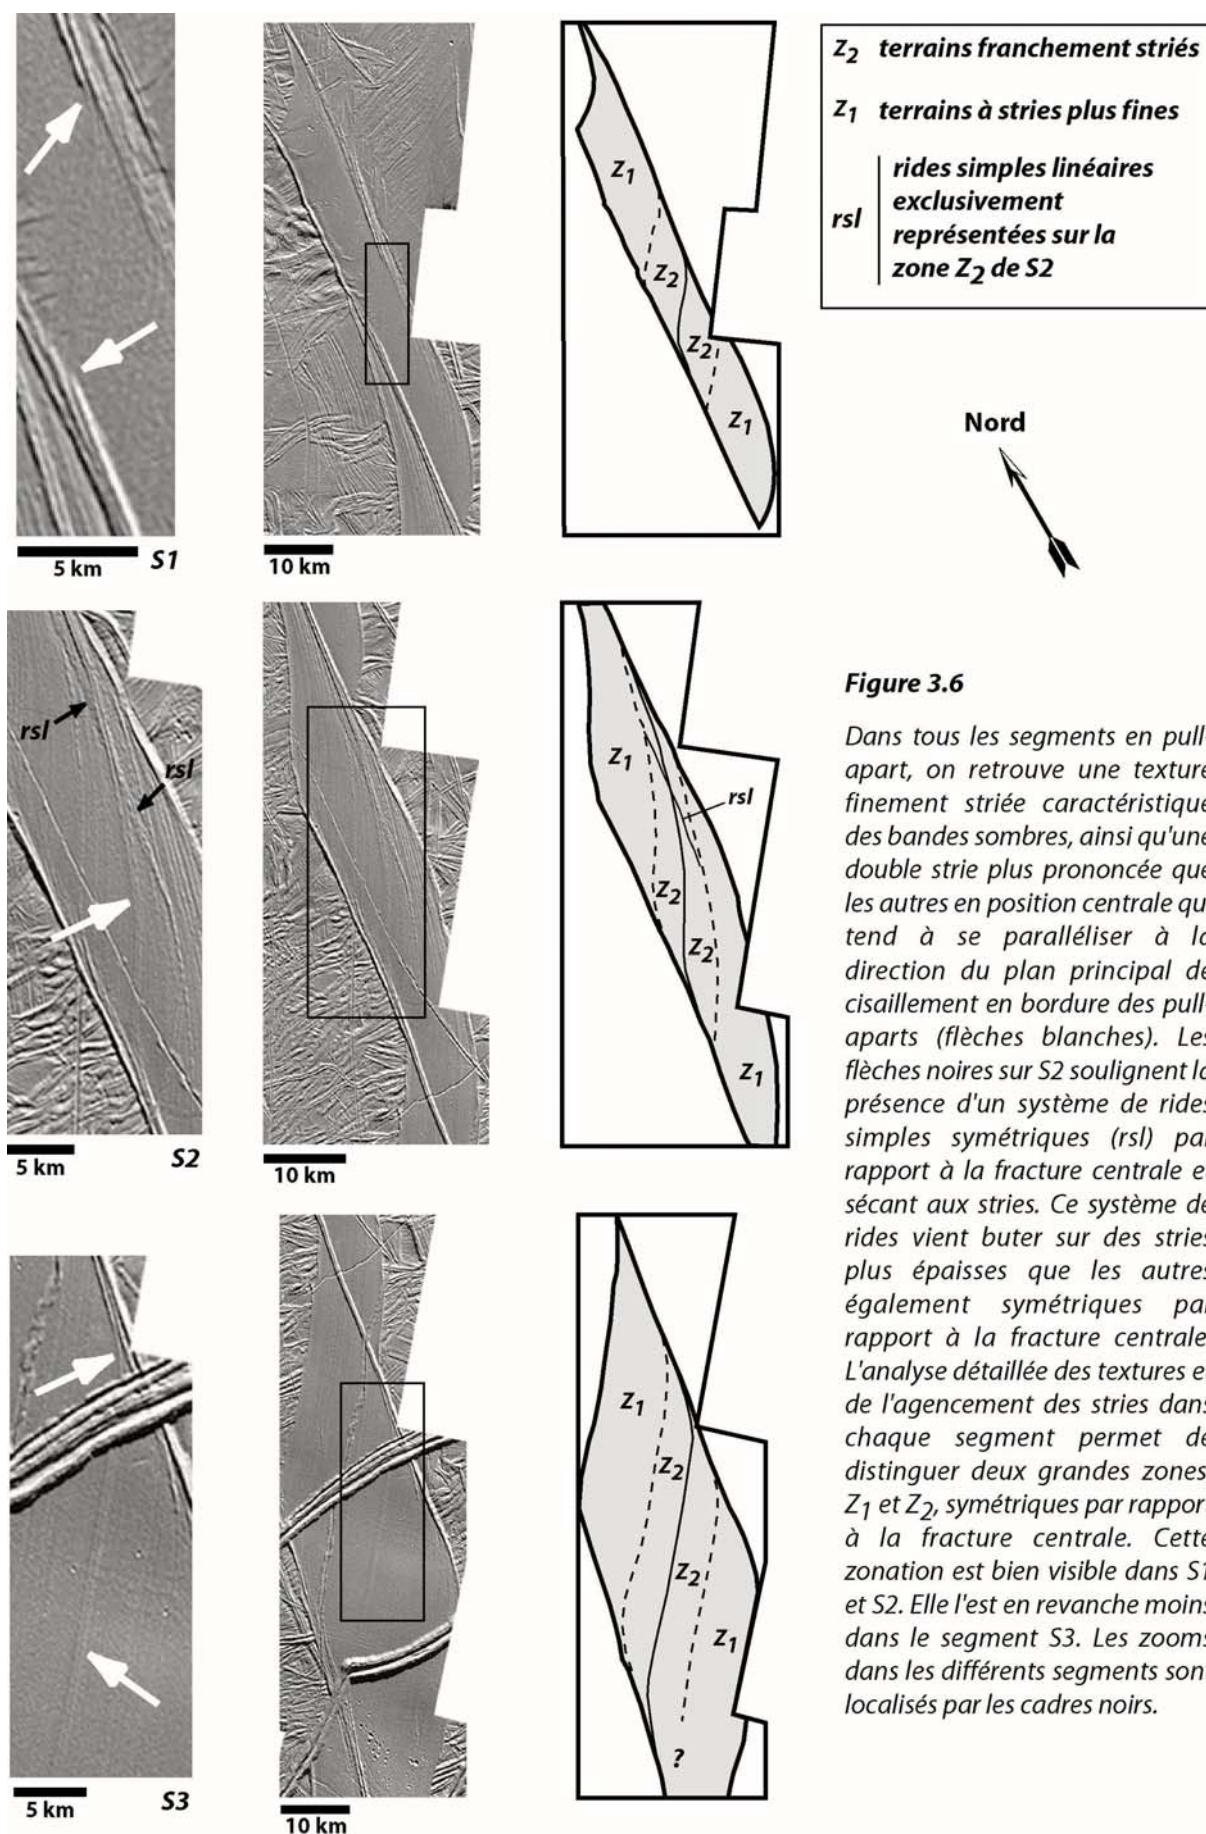 Z2 terrains franchement striés
Z1 terrains à stries plus fines
rsl
rides simples linéaires
exclusivement
représentées sur la
zone Z2 de S2
Nord
Z1
Z2
Z2
Z1
5 km
S1
10 km
rsl
rsl
Z1
rsl
Z2
Z2
Z1
5 km
S2
10 km
Z1
Z2
Z2
Z1
?
5 km
S3
10 km
Figure 3.6
Dans tous les segments en pull
apart, on retrouve une texture
finement striée caractéristique
des bandes sombres, ainsi qu'une
double strie plus prononcée que
les autres en position centrale qu
tend à se paralléliser à la
direction du plan principal de
cisaillement en bordure des pull
aparts (flèches blanches). Les
flèches noires sur S2 soulignent la
présence d'un système de rides
simples symétriques (rsl) pa
rapport à la fracture centrale e
sécant aux stries. Ce système de
rides vient buter sur des stries
plus épaisses que les autres
également symétriques pa
rapport à la fracture centrale
L'analyse détaillée des textures e
de l'agencement des stries dans
chaque segment permet de
distinguer deux grandes zones
Z1 et Z2, symétriques par rappor
à la fracture centrale. Cette
zonation est bien visible dans S1
et S2. Elle l'est en revanche moins
dans le segment S3. Les zooms
dans les différents segments son
localisés par les cadres noirs.